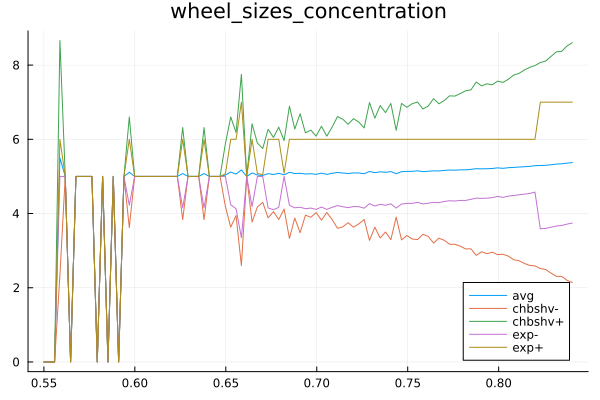 wheel_sizes_concentration
8
6
4
2
0
0.55 0.60 0.65 0.70 0.75 0.80
avg
chbshv-
chbshv+
exp-
exp+